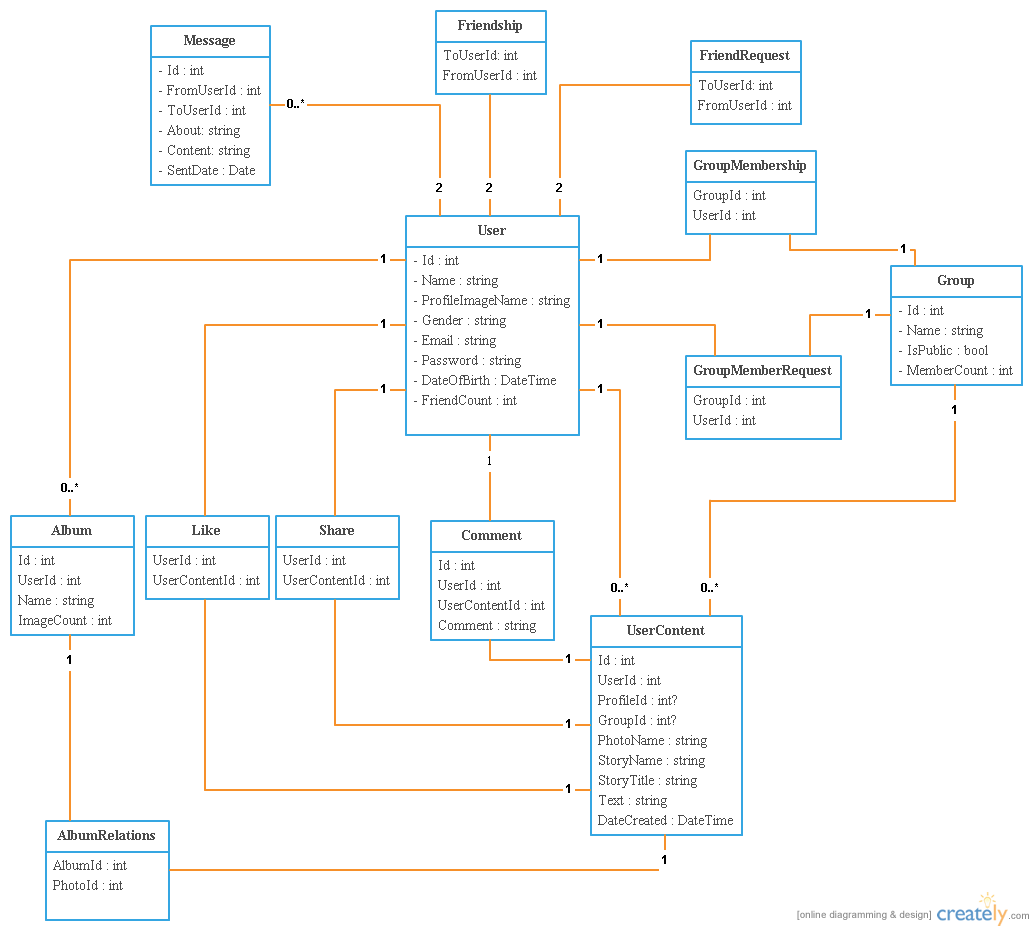 Message
- Id : int
- FromUserId : int
- ToUserId : int
- About: string
- Content: string
- SentDate : Date
0..*
Friendship
ToUserId: int
FromUserId : int
FriendRequest
ToUserId: int
FromUserId : int
2
2
2
GroupMembership
GroupId : int
UserId : int
1
User
- Id : int
- Name : string
- ProfileImageName : string
- Gender : string
- Email : string
- Password : string
- DateOfBirth : DateTime
- FriendCount : int
1
1
1
1
1
1
1
Group
- Id : int
- Name : string
- IsPublic : bool
- MemberCount : int
1
1
GroupMemberRequest
GroupId : int
UserId : int
0..*
Album
Id : int
UserId : int
Name : string
ImageCount : int
1
Like
UserId : int
UserContentId : int
Share
UserId : int
UserContentId : int
Comment
Id : int
UserId : int
UserContentId : int
Comment : string
0..*
0..*
UserContent
Id : int
UserId : int
ProfileId : int?
GroupId : int?
PhotoName : string
StoryName : string
StoryTitle : string
Text : string
DateCreated : DateTime
1
1
1
1
AlbumRelations
AlbumId : int
PhotoId : int
[online diagramming & design] creately.com